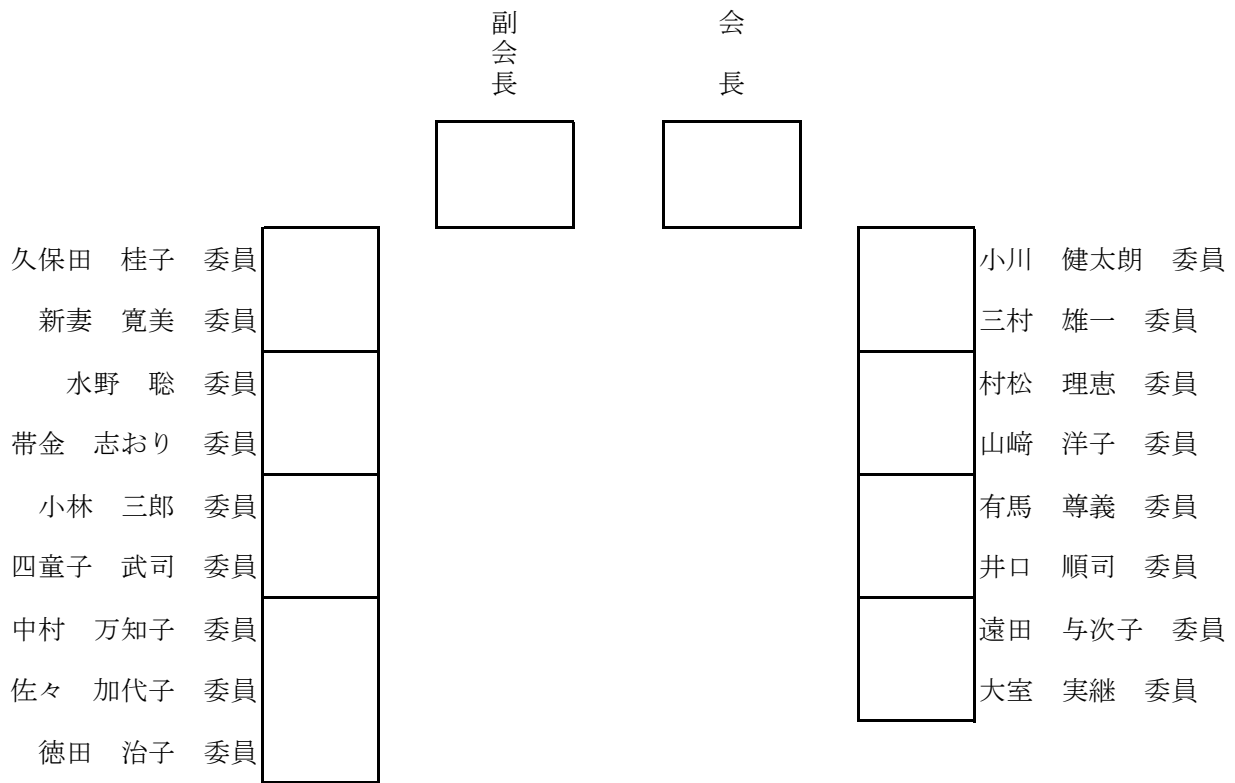 副会長
会長
久保田 桂子 委員
新妻 寛美 委員
水野 聡 委員
帯金 志おり 委員
小林 三郎 委員
四童子 武司 委員
中村 万知子 委員
佐々 加代子 委員
徳田 治子 委員
小川 健太朗 委員
三村 雄一 委員
村松 理恵 委員
山﨑 洋子 委員
有馬 尊義 委員
井口 順司 委員
遠田 与次子 委員
大室 実継 委員